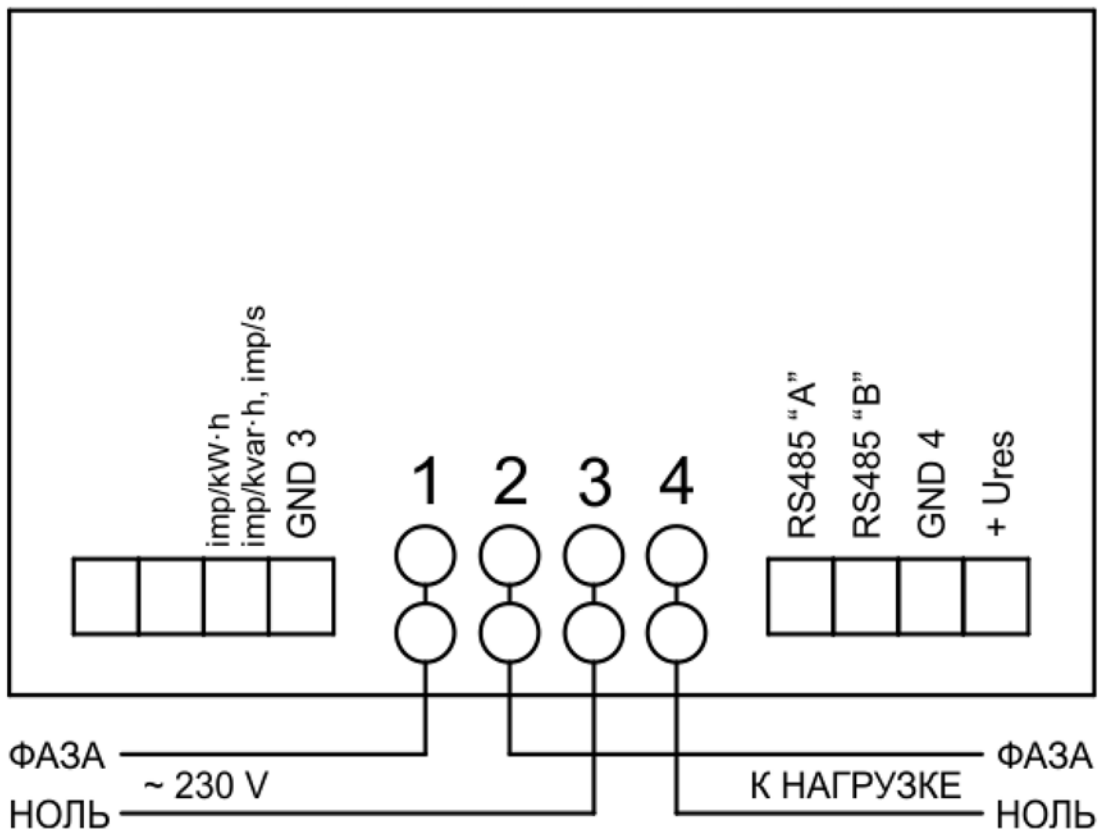 imp/kW·h
imp/kvar·h, imp/s
GND 3
1 2 3 4
RS485 “A”
RS485 “B”
GND 4
+ Ures
ФАЗА
~ 230 V
НОЛЬ
ФАЗА
К НАГРУЗКЕ
НОЛЬ